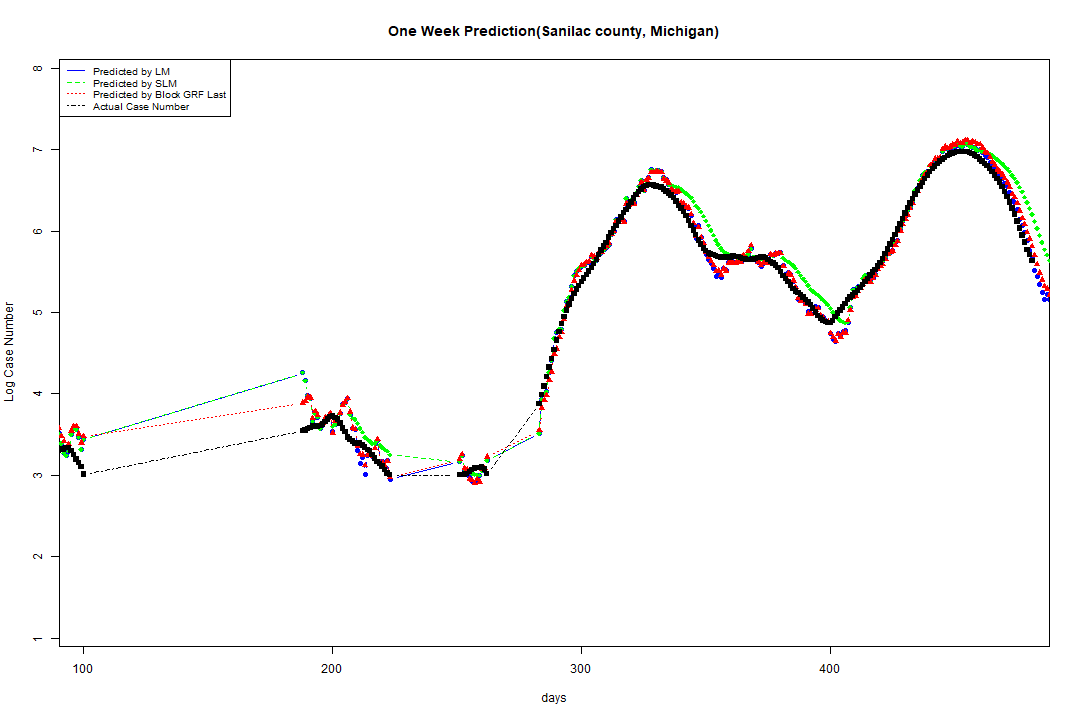 One Week Prediction(Sanilac county, Michigan)
Predicted by LM
Predicted by SLM
Predicted by Block GRF Last
Actual Case Number
8
7
6
5
4
3
2
1
Log Case Number
100 200 300 400
days